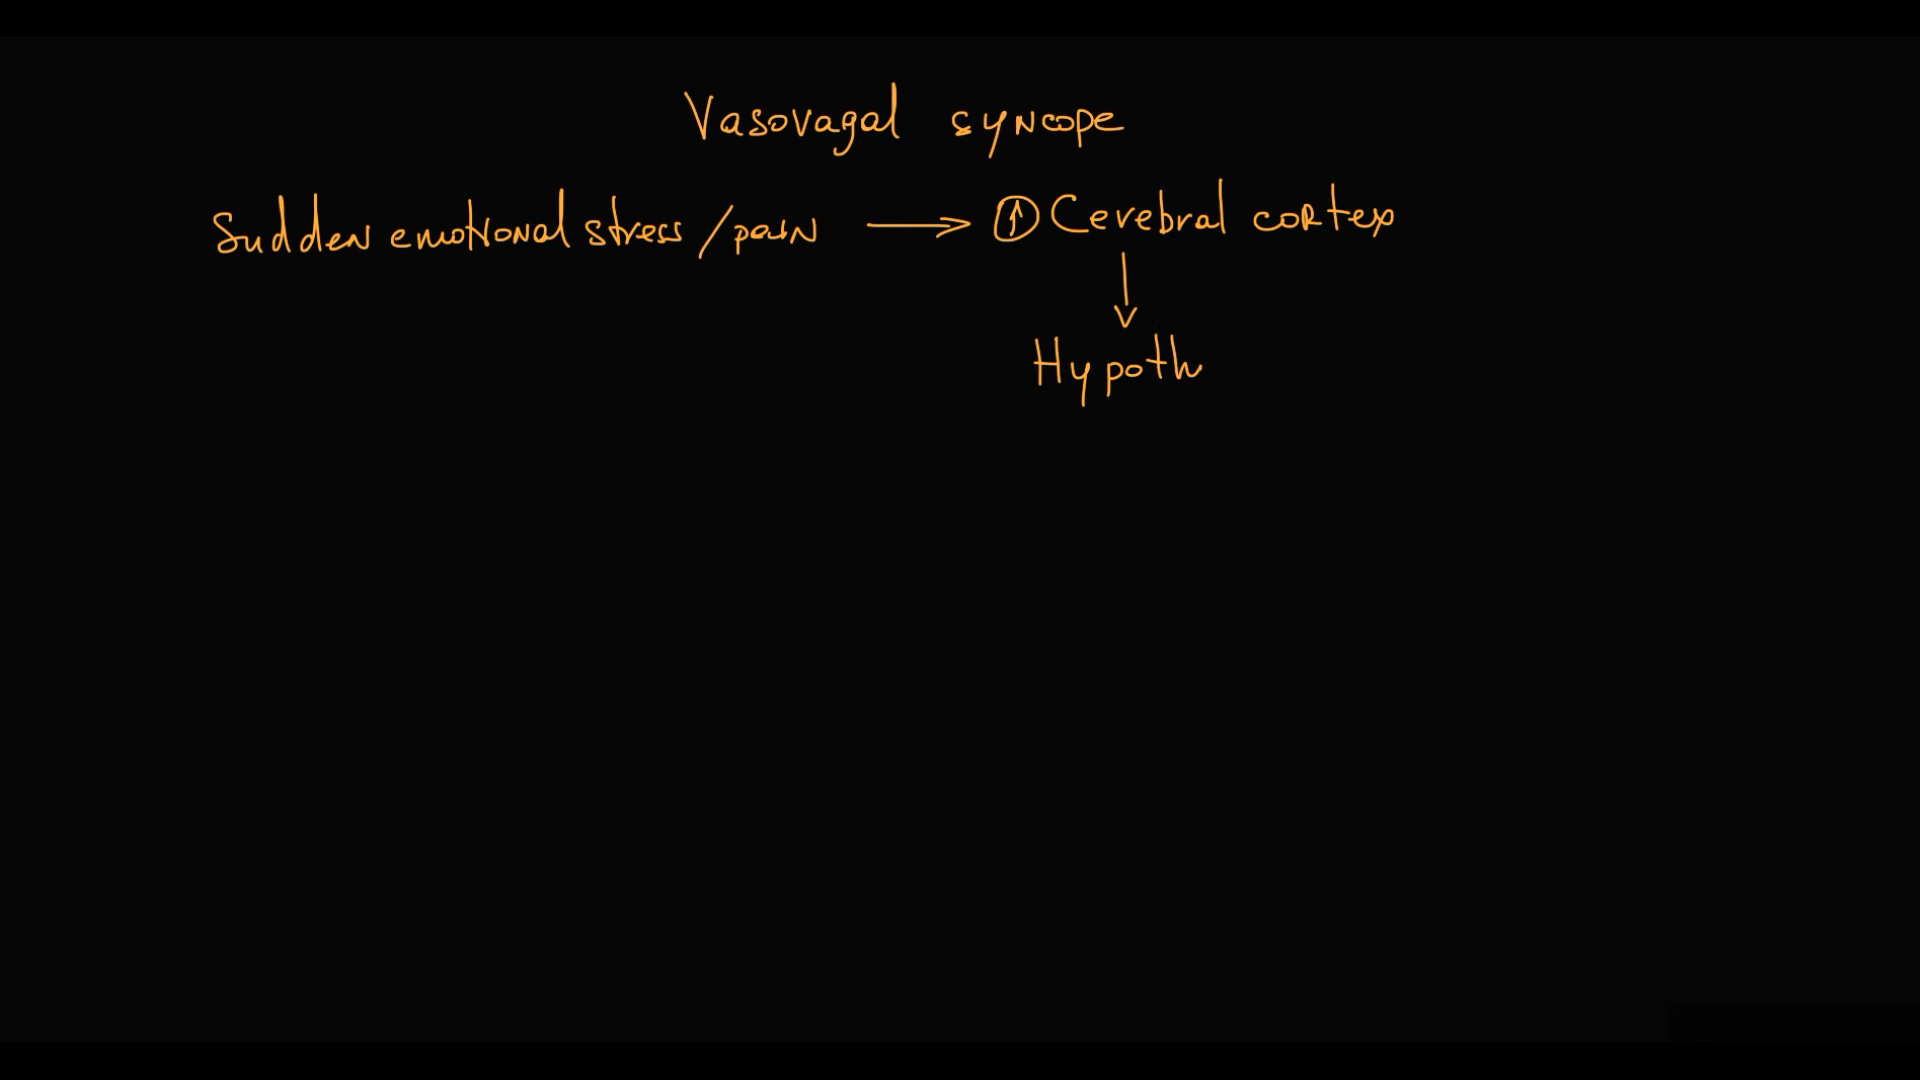 Vasovagal syncope
Sudden emotional stress/pain → ↑ Cerebral cortex
↓
Hypoth